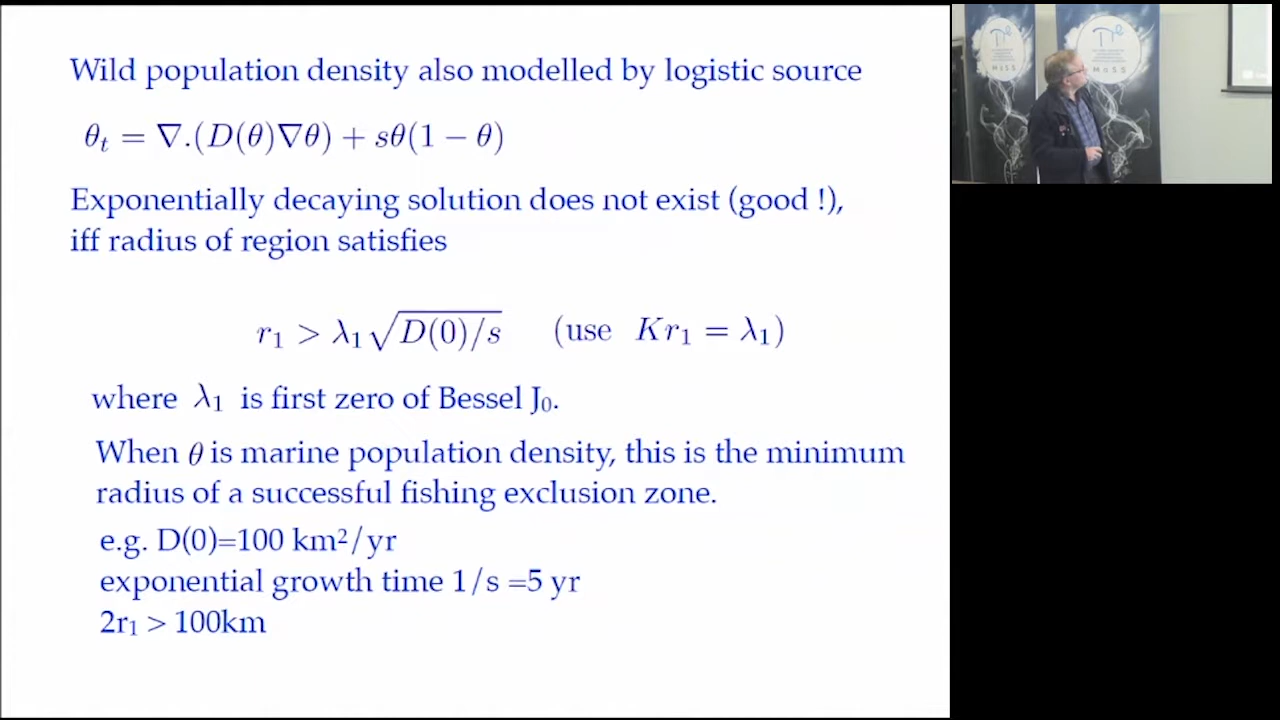 Wild population density also modelled by logistic source
θₜ = ∇.(D(θ)∇θ) + sθ(1 − θ)
Exponentially decaying solution does not exist (good !),
iff radius of region satisfies
r₁ > λ₁√D(0)/s (use Kr₁ = λ₁)
where λ₁ is first zero of Bessel J₀.
When θ is marine population density, this is the minimum
radius of a successful fishing exclusion zone.
e.g. D(0)=100 km²/yr
exponential growth time 1/s =5 yr
2r₁ > 100km